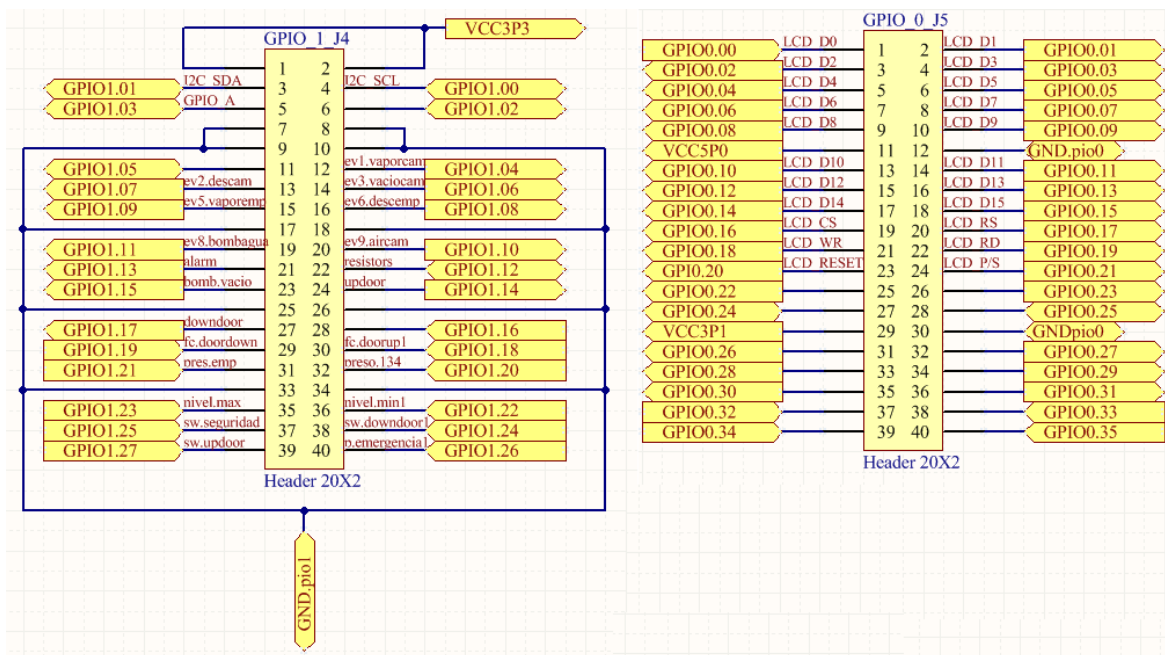 GPIO_1_J4
VCC3P3
1 2
GPIO1.01 I2C_SDA 3 4 I2C_SCL GPIO1.00
GPIO1.03 GPIO_A 5 6 GPIO1.02
7 8
9 10
GPIO1.05 11 12 ev1.vaporcam GPIO1.04
GPIO1.07 ev2.descam 13 14 ev3.vaciocam GPIO1.06
GPIO1.09 ev5.vaporemp 15 16 ev6.descemp GPIO1.08
17 18
GPIO1.11 ev8.bombagua 19 20 ev9.aircam GPIO1.10
GPIO1.13 alarm 21 22 resistors GPIO1.12
GPIO1.15 bomb.vacio 23 24 updoor GPIO1.14
25 26
GPIO1.17 downdoor 27 28 GPIO1.16
GPIO1.19 fc.doordown 29 30 fc.doorup1 GPIO1.18
GPIO1.21 pres.emp 31 32 preso.134 GPIO1.20
33 34
GPIO1.23 nivel.max 35 36 nivel.min1 GPIO1.22
GPIO1.25 sw.seguridad 37 38 sw.downdoor1 GPIO1.24
GPIO1.27 sw.updoor 39 40 p.emergencia1 GPIO1.26
Header 20X2
GND.pio1
GPIO_0_J5
GPIO0.00 LCD_D0 1 2 LCD_D1 GPIO0.01
GPIO0.02 LCD_D2 3 4 LCD_D3 GPIO0.03
GPIO0.04 LCD_D4 5 6 LCD_D5 GPIO0.05
GPIO0.06 LCD_D6 7 8 LCD_D7 GPIO0.07
GPIO0.08 LCD_D8 9 10 LCD_D9 GPIO0.09
VCC5P0 11 12 GND.pio0
GPIO0.10 LCD_D10 13 14 LCD_D11 GPIO0.11
GPIO0.12 LCD_D12 15 16 LCD_D13 GPIO0.13
GPIO0.14 LCD_D14 17 18 LCD_D15 GPIO0.15
GPIO0.16 LCD_CS 19 20 LCD_RS GPIO0.17
GPIO0.18 LCD_WR 21 22 LCD_RD GPIO0.19
GPI0.20 LCD_RESET 23 24 LCD_P/S GPIO0.21
GPIO0.22 25 26 GPIO0.23
GPIO0.24 27 28 GPIO0.25
VCC3P1 29 30 GNDpio0
GPIO0.26 31 32 GPIO0.27
GPIO0.28 33 34 GPIO0.29
GPIO0.30 35 36 GPIO0.31
GPIO0.32 37 38 GPIO0.33
GPIO0.34 39 40 GPIO0.35
Header 20X2